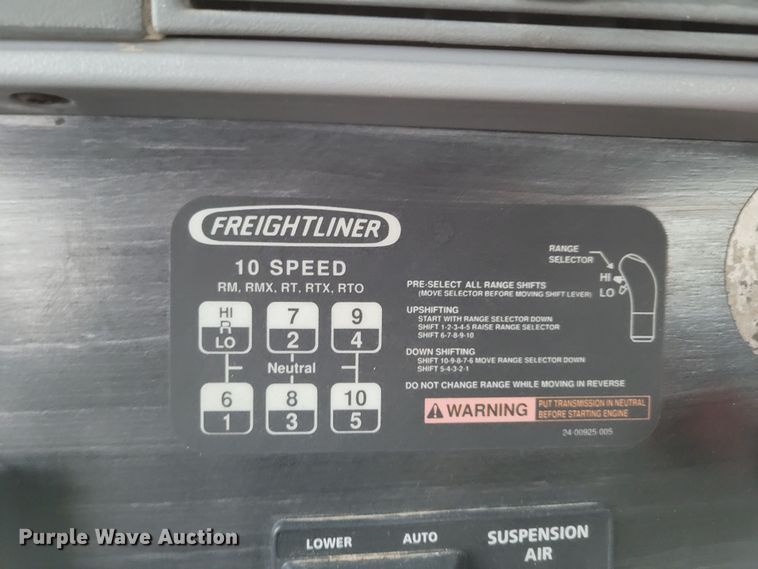 FREIGHTLINER
10 SPEED
RM, RMX, RT, RTX, RTO
HI
R
LO
7
2
9
4
Neutral
6
1
8
3
10
5
RANGE
SELECTOR
HI
LO
PRE-SELECT ALL RANGE SHIFTS
(MOVE SELECTOR BEFORE MOVING SHIFT LEVER)
UPSHIFTING
START WITH RANGE SELECTOR DOWN
SHIFT 1-2-3-4-5 RAISE RANGE SELECTOR
SHIFT 6-7-8-9-10
DOWN SHIFTING
SHIFT 10-9-8-7-6 MOVE RANGE SELECTOR DOWN
SHIFT 5-4-3-2-1
DO NOT CHANGE RANGE WHILE MOVING IN REVERSE
WARNING
PUT TRANSMISSION IN NEUTRAL
BEFORE STARTING ENGINE
24-00925-005
LOWER
AUTO
SUSPENSION
AIR
Purple Wave Auction